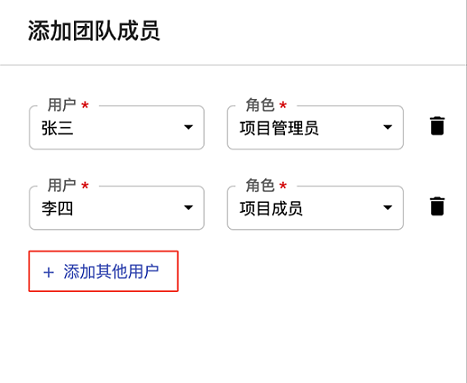 添加团队成员
用户 * 角色 *
张三 项目管理员
用户 * 角色 *
李四 项目成员
+ 添加其他用户